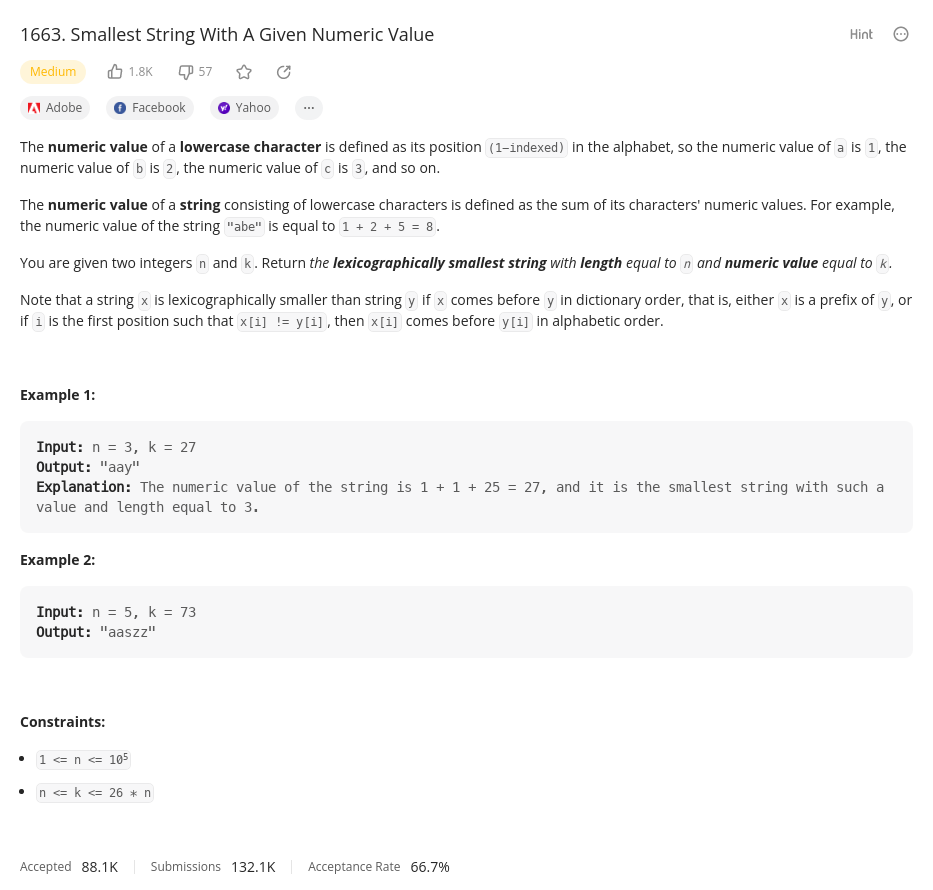 1663. Smallest String With A Given Numeric Value
Hint
Medium 1.8K 57
Adobe Facebook Yahoo ...
The numeric value of a lowercase character is defined as its position (1-indexed) in the alphabet, so the numeric value of a is 1, the
numeric value of b is 2, the numeric value of c is 3, and so on.
The numeric value of a string consisting of lowercase characters is defined as the sum of its characters' numeric values. For example,
the numeric value of the string "abe" is equal to 1 + 2 + 5 = 8.
You are given two integers n and k. Return the lexicographically smallest string with length equal to n and numeric value equal to k.
Note that a string x is lexicographically smaller than string y if x comes before y in dictionary order, that is, either x is a prefix of y, or
if i is the first position such that x[i] != y[i], then x[i] comes before y[i] in alphabetic order.
Example 1:
Input: n = 3, k = 27
Output: "aay"
Explanation: The numeric value of the string is 1 + 1 + 25 = 27, and it is the smallest string with such a
value and length equal to 3.
Example 2:
Input: n = 5, k = 73
Output: "aaszz"
Constraints:
• 1 <= n <= 10⁵
• n <= k <= 26 * n
Accepted 88.1K Submissions 132.1K Acceptance Rate 66.7%